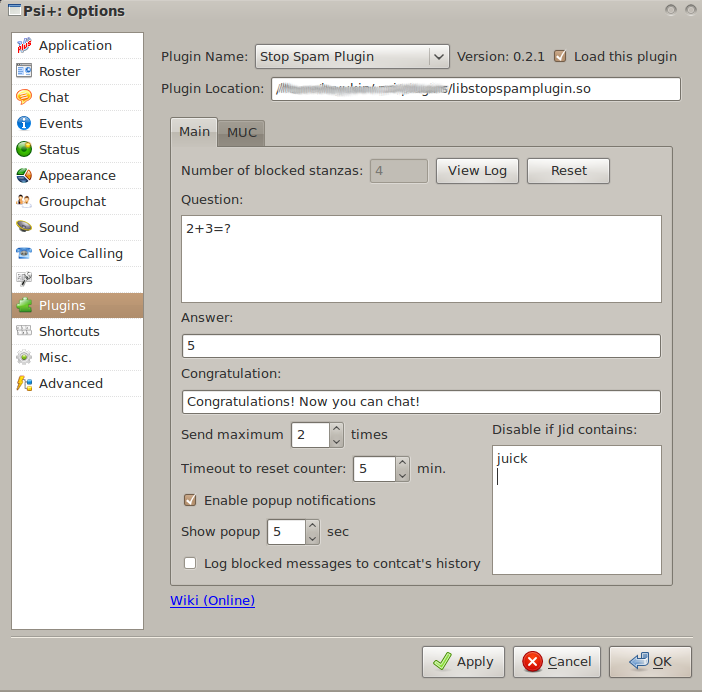 Psi+: Options
Application
Roster
Chat
Events
Status
Appearance
Groupchat
Sound
Voice Calling
Toolbars
Plugins
Shortcuts
Misc.
Advanced
Plugin Name: Stop Spam Plugin Version: 0.2.1 Load this plugin
Plugin Location: /libstopspamplugin.so
Main MUC
Number of blocked stanzas: 4 View Log Reset
Question:
2+3=?
Answer:
5
Congratulation:
Congratulations! Now you can chat!
Send maximum 2 times
Timeout to reset counter: 5 min.
Enable popup notifications
Show popup 5 sec
Log blocked messages to contcat's history
Disable if Jid contains:
juick
Wiki (Online)
Apply Cancel OK